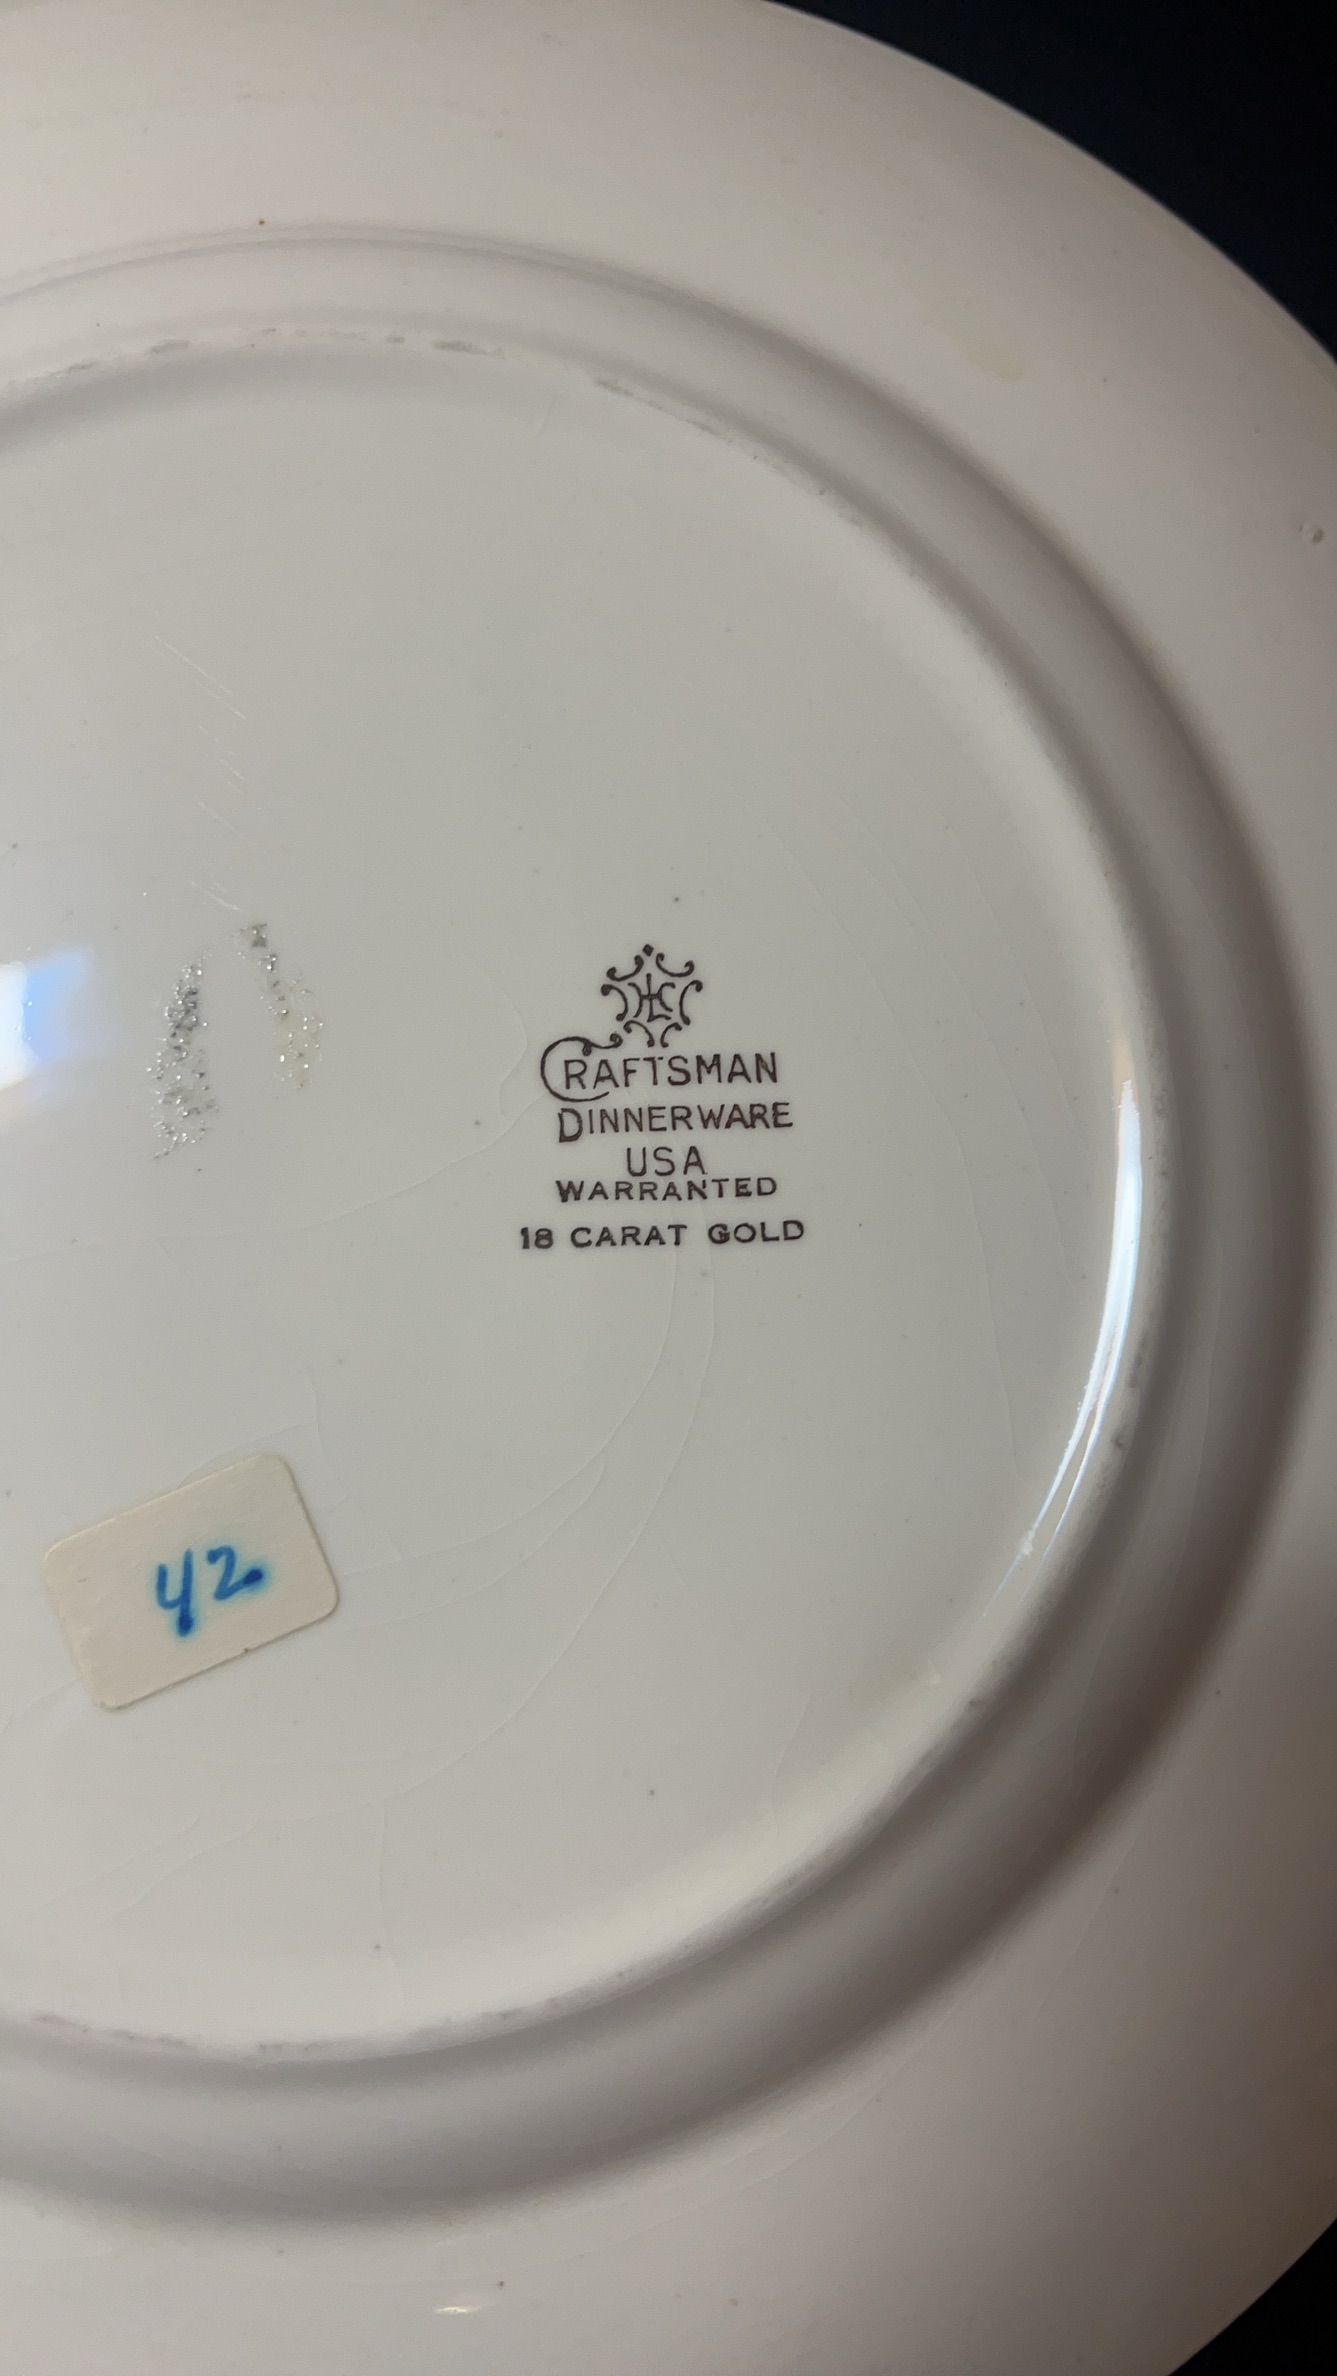 CRAFTSMAN
DINNERWARE
USA
WARRANTED
18 CARAT GOLD
42